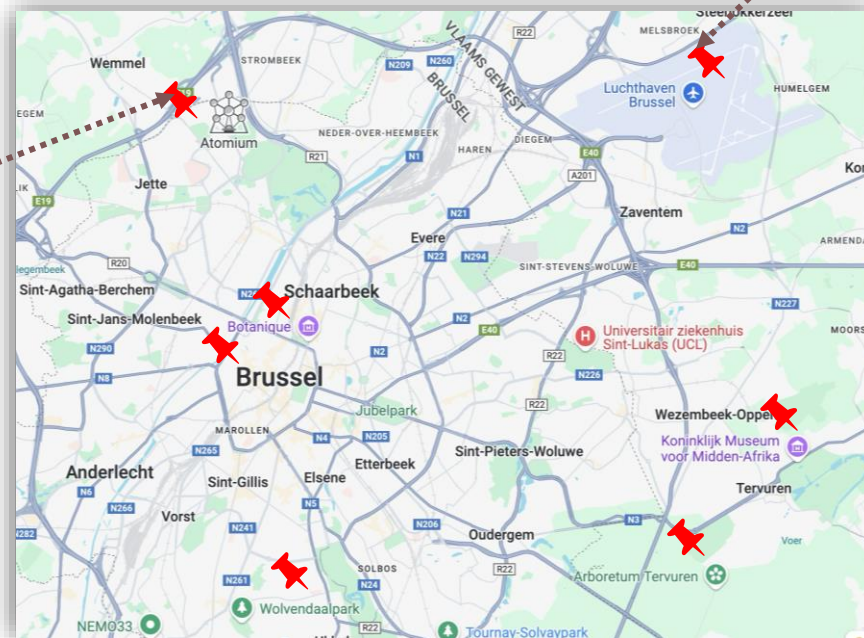 Steenokkerzeel
MELSBROEK
R22
Wemmel
STROMBEEK
N209
N260
VLAAMS GEWEST
BRUSSEL
Luchthaven
Brussel
HUMELGEM
Atomium
NEDER-OVER-HEEMBEEK
DIEGEM
HAREN
N1
E40
A201
R21
Jette
E19
Zaventem
N21
N2
Evere
N22
N294
SINT-STEVENS-WOLUWE
E40
R20
Sint-Agatha-Berchem
Schaarbeek
N227
Sint-Jans-Molenbeek
Botanique
N2
E40
Universitair ziekenhuis
Sint-Lukas (UCL)
N290
N2
R22
N226
N8
Brussel
Jubelpark
R22
MAROLLEN
N4
N205
N265
Sint-Pieters-Woluwe
Koninklijk Museum
voor Midden-Afrika
Etterbeek
Anderlecht
Sint-Gillis
Elsene
N6
N266
N5
Tervuren
Vorst
N241
N206
Oudergem
N3
Voer
N282
SOLBOS
R22
Arboretum Tervuren
N261
N24
Wolvendaalpark
NEMO33
R22
Tournay-Solvaypark